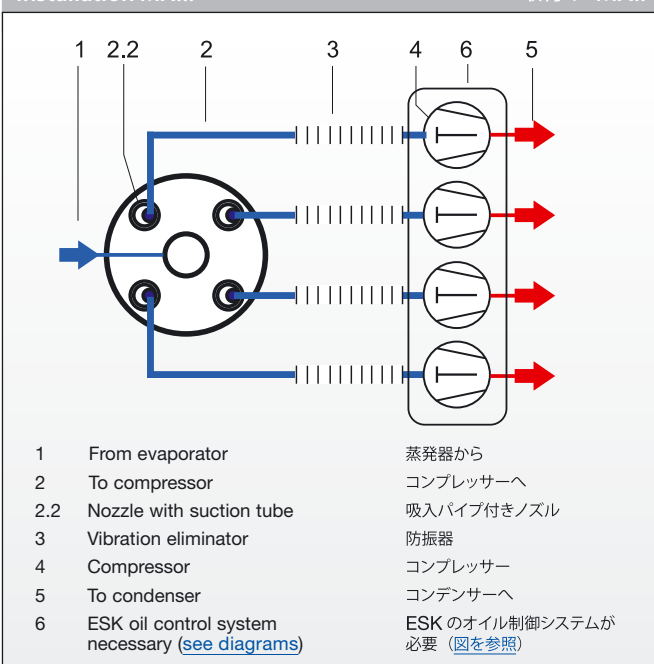 1 2.2 2 3 4 6 5
1 From evaporator 蒸発器から
2 To compressor コンプレッサーへ
2.2 Nozzle with suction tube 吸入パイプ付きノズル
3 Vibration eliminator 防振器
4 Compressor コンプレッサー
5 To condenser コンデンサーへ
6 ESK oil control system ESK のオイル制御システムが
necessary (see diagrams) 必要（図を参照）